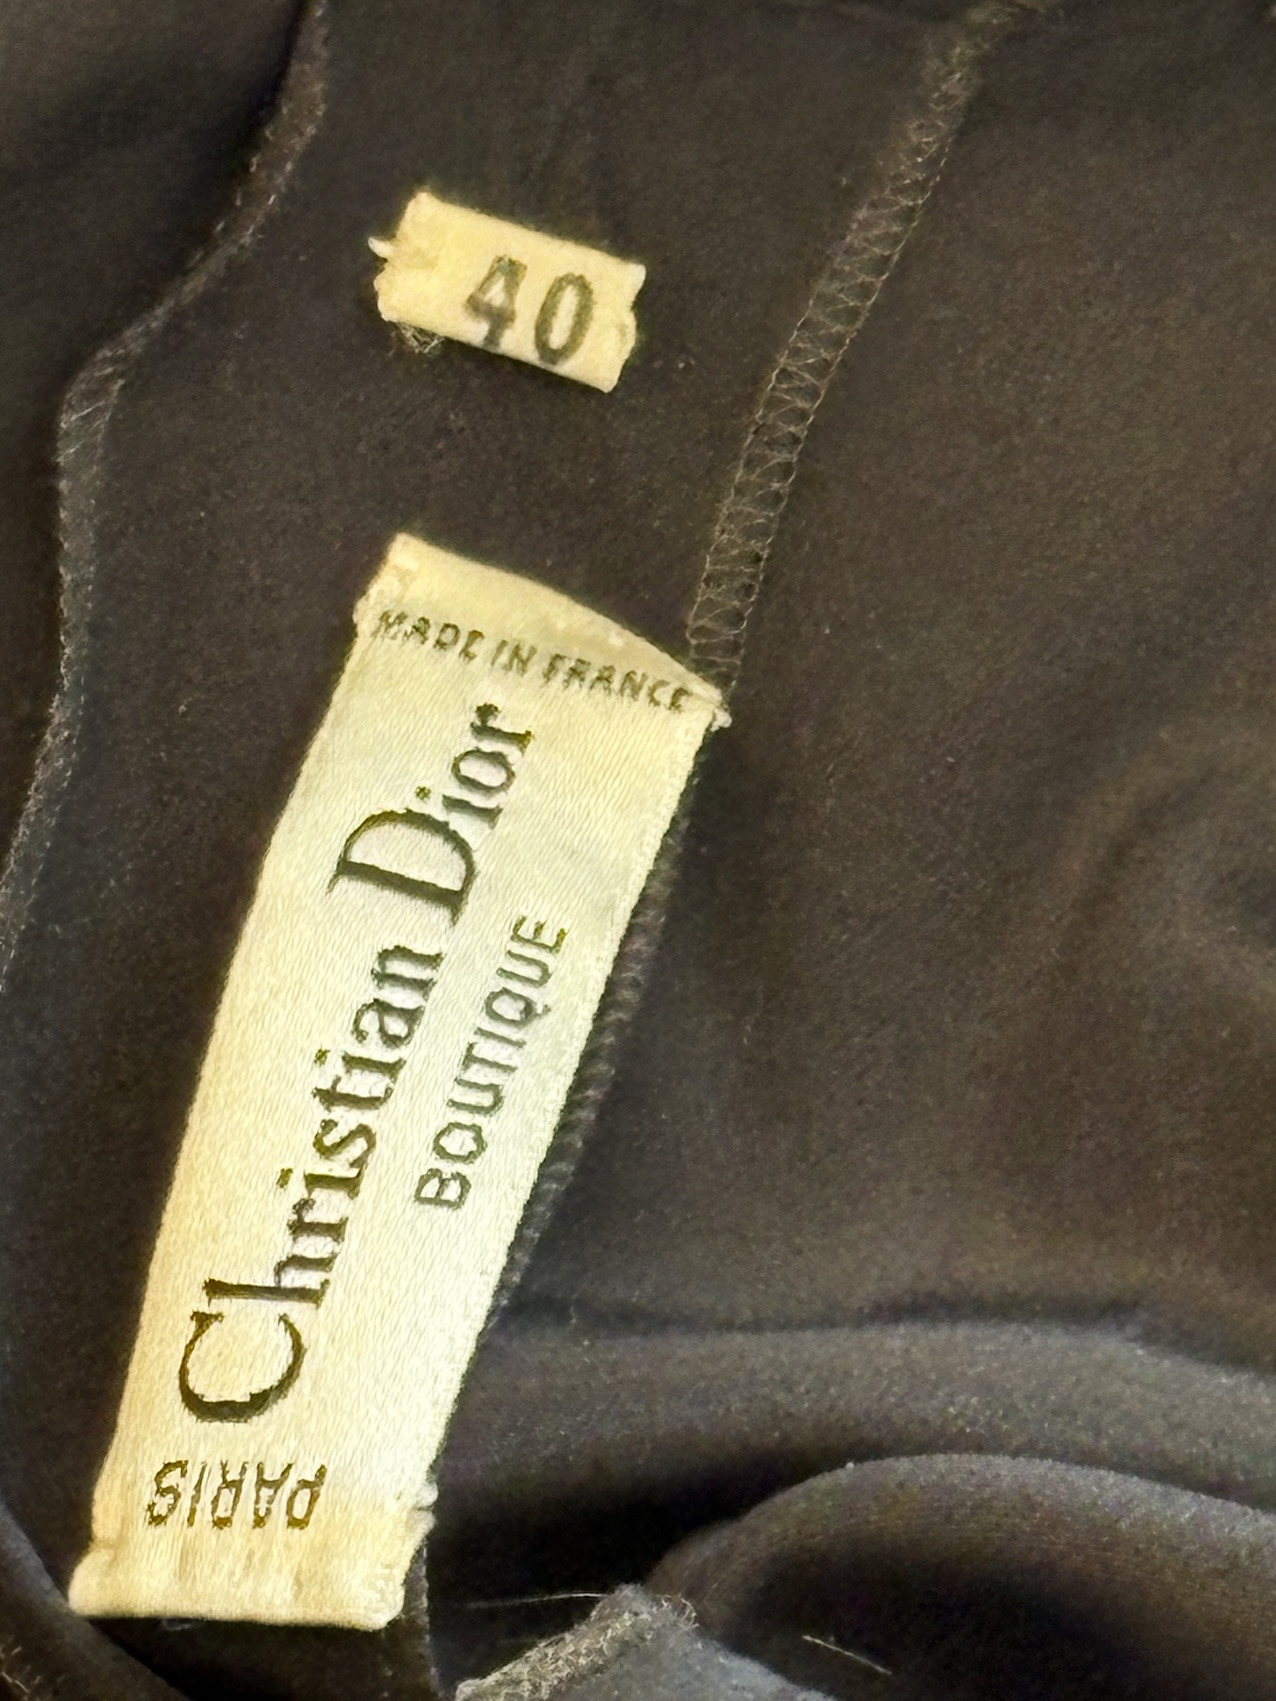 40
MADE IN FRANCE
Christian Dior
BOUTIQUE
PARIS